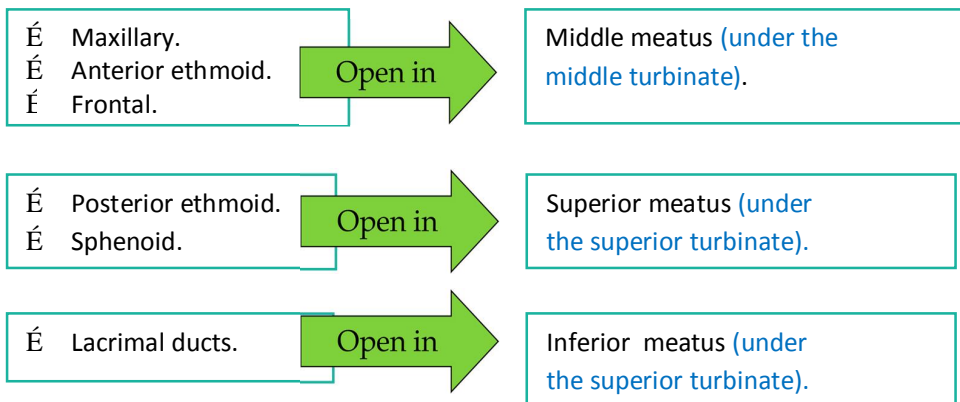 É Maxillary.
É Anterior ethmoid.
É Frontal.
Open in
Middle meatus (under the
middle turbinate).
É Posterior ethmoid.
É Sphenoid.
Open in
Superior meatus (under
the superior turbinate).
É Lacrimal ducts.
Open in
Inferior meatus (under
the superior turbinate).